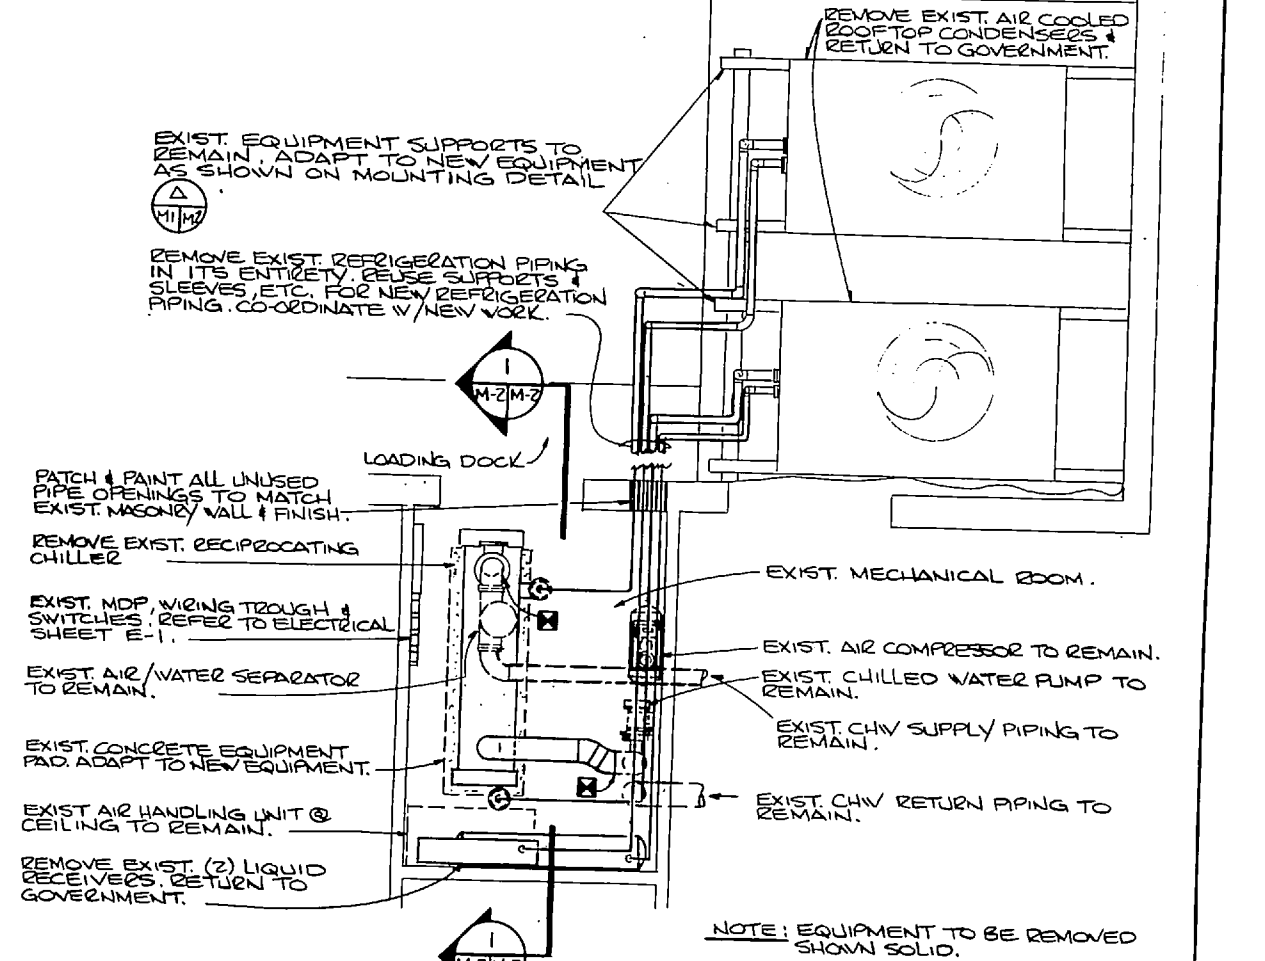 REMOVE EXIST. AIR COOLED
ROOFTOP CONDENSERS &
RETURN TO GOVERNMENT.
EXIST. EQUIPMENT SUPPORTS TO
REMAIN. ADAPT TO NEW EQUIPMENT
AS SHOWN ON MOUNTING DETAIL
M1 M2
REMOVE EXIST. REFRIGERATION PIPING
IN ITS ENTIRETY. REUSE SUPPORTS &
SLEEVES, ETC. FOR NEW REFRIGERATION
PIPING. CO-ORDINATE W/NEW WORK.
1
M-2 M-2
LOADING DOCK
PATCH & PAINT ALL UNUSED
PIPE OPENINGS TO MATCH
EXIST. MASONRY WALL & FINISH.
REMOVE EXIST. RECIPROCATING
CHILLER
EXIST. MDP, WIRING TROUGH &
SWITCHES. REFER TO ELECTRICAL
SHEET E-1.
EXIST. AIR/WATER SEPARATOR
TO REMAIN.
EXIST. CONCRETE EQUIPMENT
PAD. ADAPT TO NEW EQUIPMENT.
EXIST AIR HANDLING UNIT @
CEILING TO REMAIN.
REMOVE EXIST. (2) LIQUID
RECEIVERS. RETURN TO
GOVERNMENT.
EXIST. MECHANICAL ROOM.
EXIST. AIR COMPRESSOR TO REMAIN.
EXIST. CHILLED WATER PUMP TO
REMAIN.
EXIST. CHW SUPPLY PIPING TO
REMAIN.
EXIST. CHW RETURN PIPING TO
REMAIN.
1
NOTE: EQUIPMENT TO BE REMOVED
SHOWN SOLID.